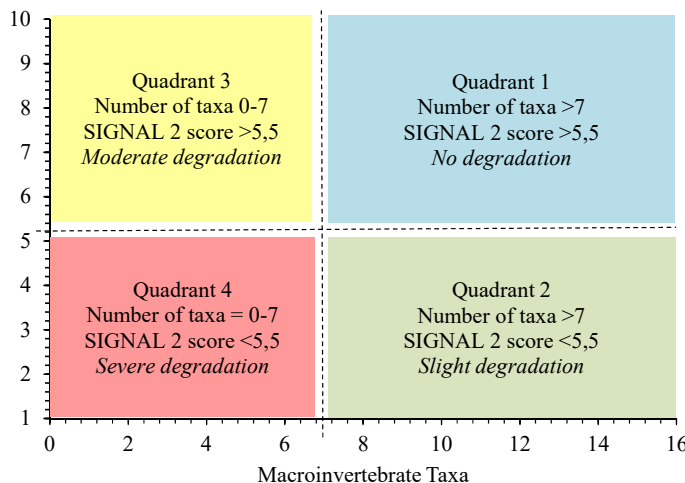 10
9
8
7
6
5
4
3
2
1
Quadrant 3
Number of taxa 0-7
SIGNAL 2 score >5,5
Moderate degradation
Quadrant 1
Number of taxa >7
SIGNAL 2 score >5,5
No degradation
Quadrant 4
Number of taxa = 0-7
SIGNAL 2 score <5,5
Severe degradation
Quadrant 2
Number of taxa >7
SIGNAL 2 score <5,5
Slight degradation
0 2 4 6 8 10 12 14 16
Macroinvertebrate Taxa